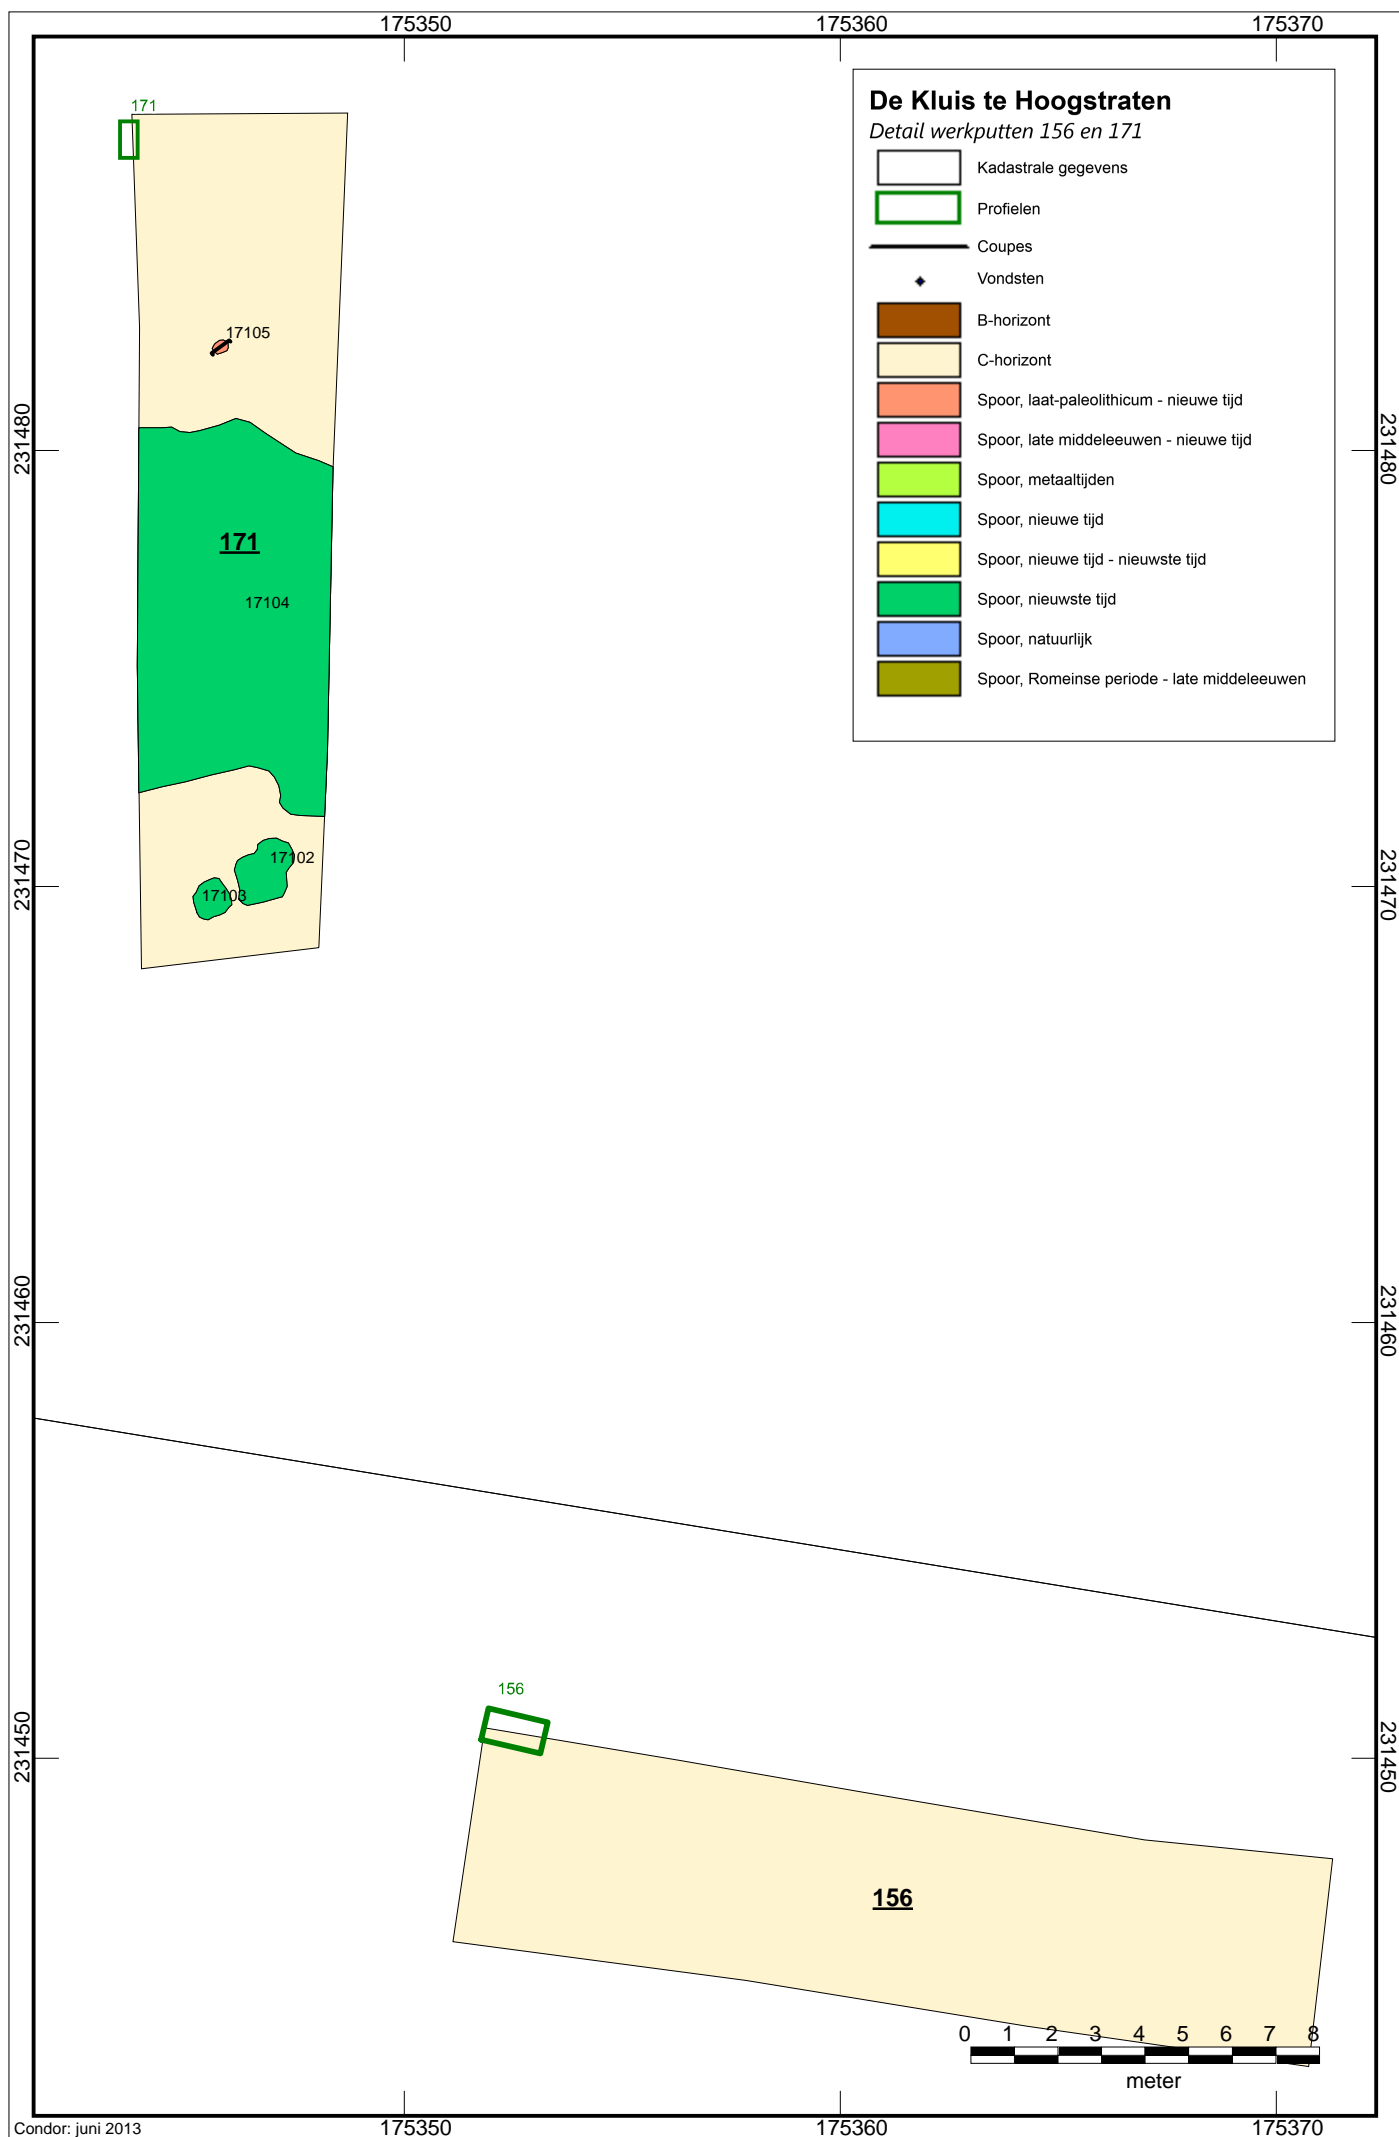 175350
175360
175370
De Kluis te Hoogstraten
Detail werkputten 156 en 171
Kadastrale gegevens
Profielen
Coupes
Vondsten
B-horizont
C-horizont
Spoor, laat-paleolithicum - nieuwe tijd
Spoor, late middeleeuwen - nieuwe tijd
Spoor, metaaltijden
Spoor, nieuwe tijd
Spoor, nieuwe tijd - nieuwste tijd
Spoor, nieuwste tijd
Spoor, natuurlijk
Spoor, Romeinse periode - late middeleeuwen
171
17105
231480
231480
171
17104
17102
17103
231470
231470
231460
231460
156
231450
231450
156
0 1 2 3 4 5 6 7 8
meter
Condor: juni 2013
175350
175360
175370